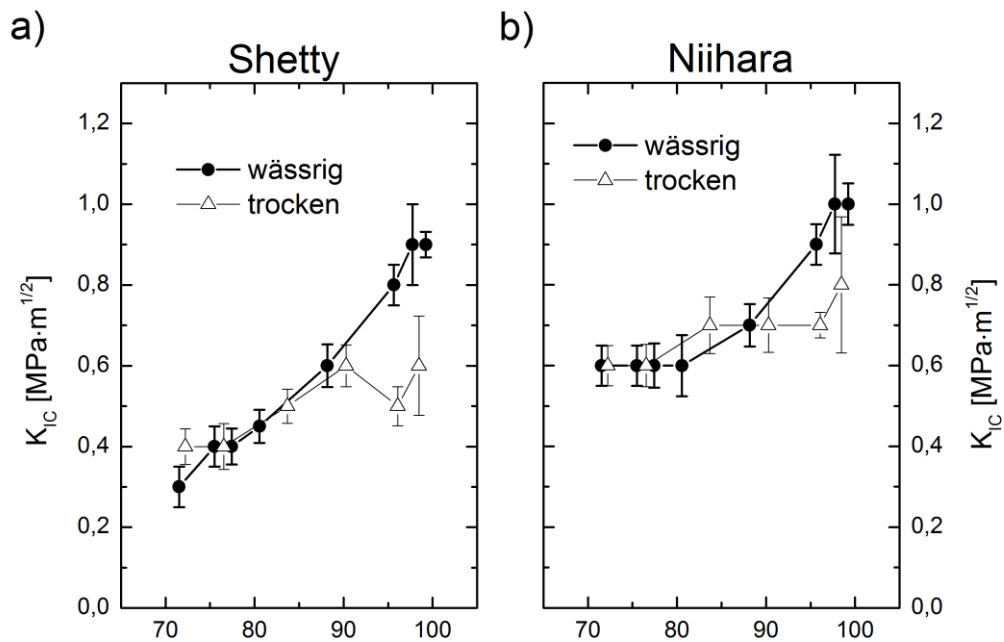 a)
Shetty
wässrig
trocken
K_IC [MPa·m^1/2]
1,2
1,0
0,8
0,6
0,4
0,2
0,0
70 80 90 100
b)
Niihara
wässrig
trocken
1,2
1,0
0,8
0,6
0,4
0,2
0,0
K_IC [MPa·m^1/2]
70 80 90 100